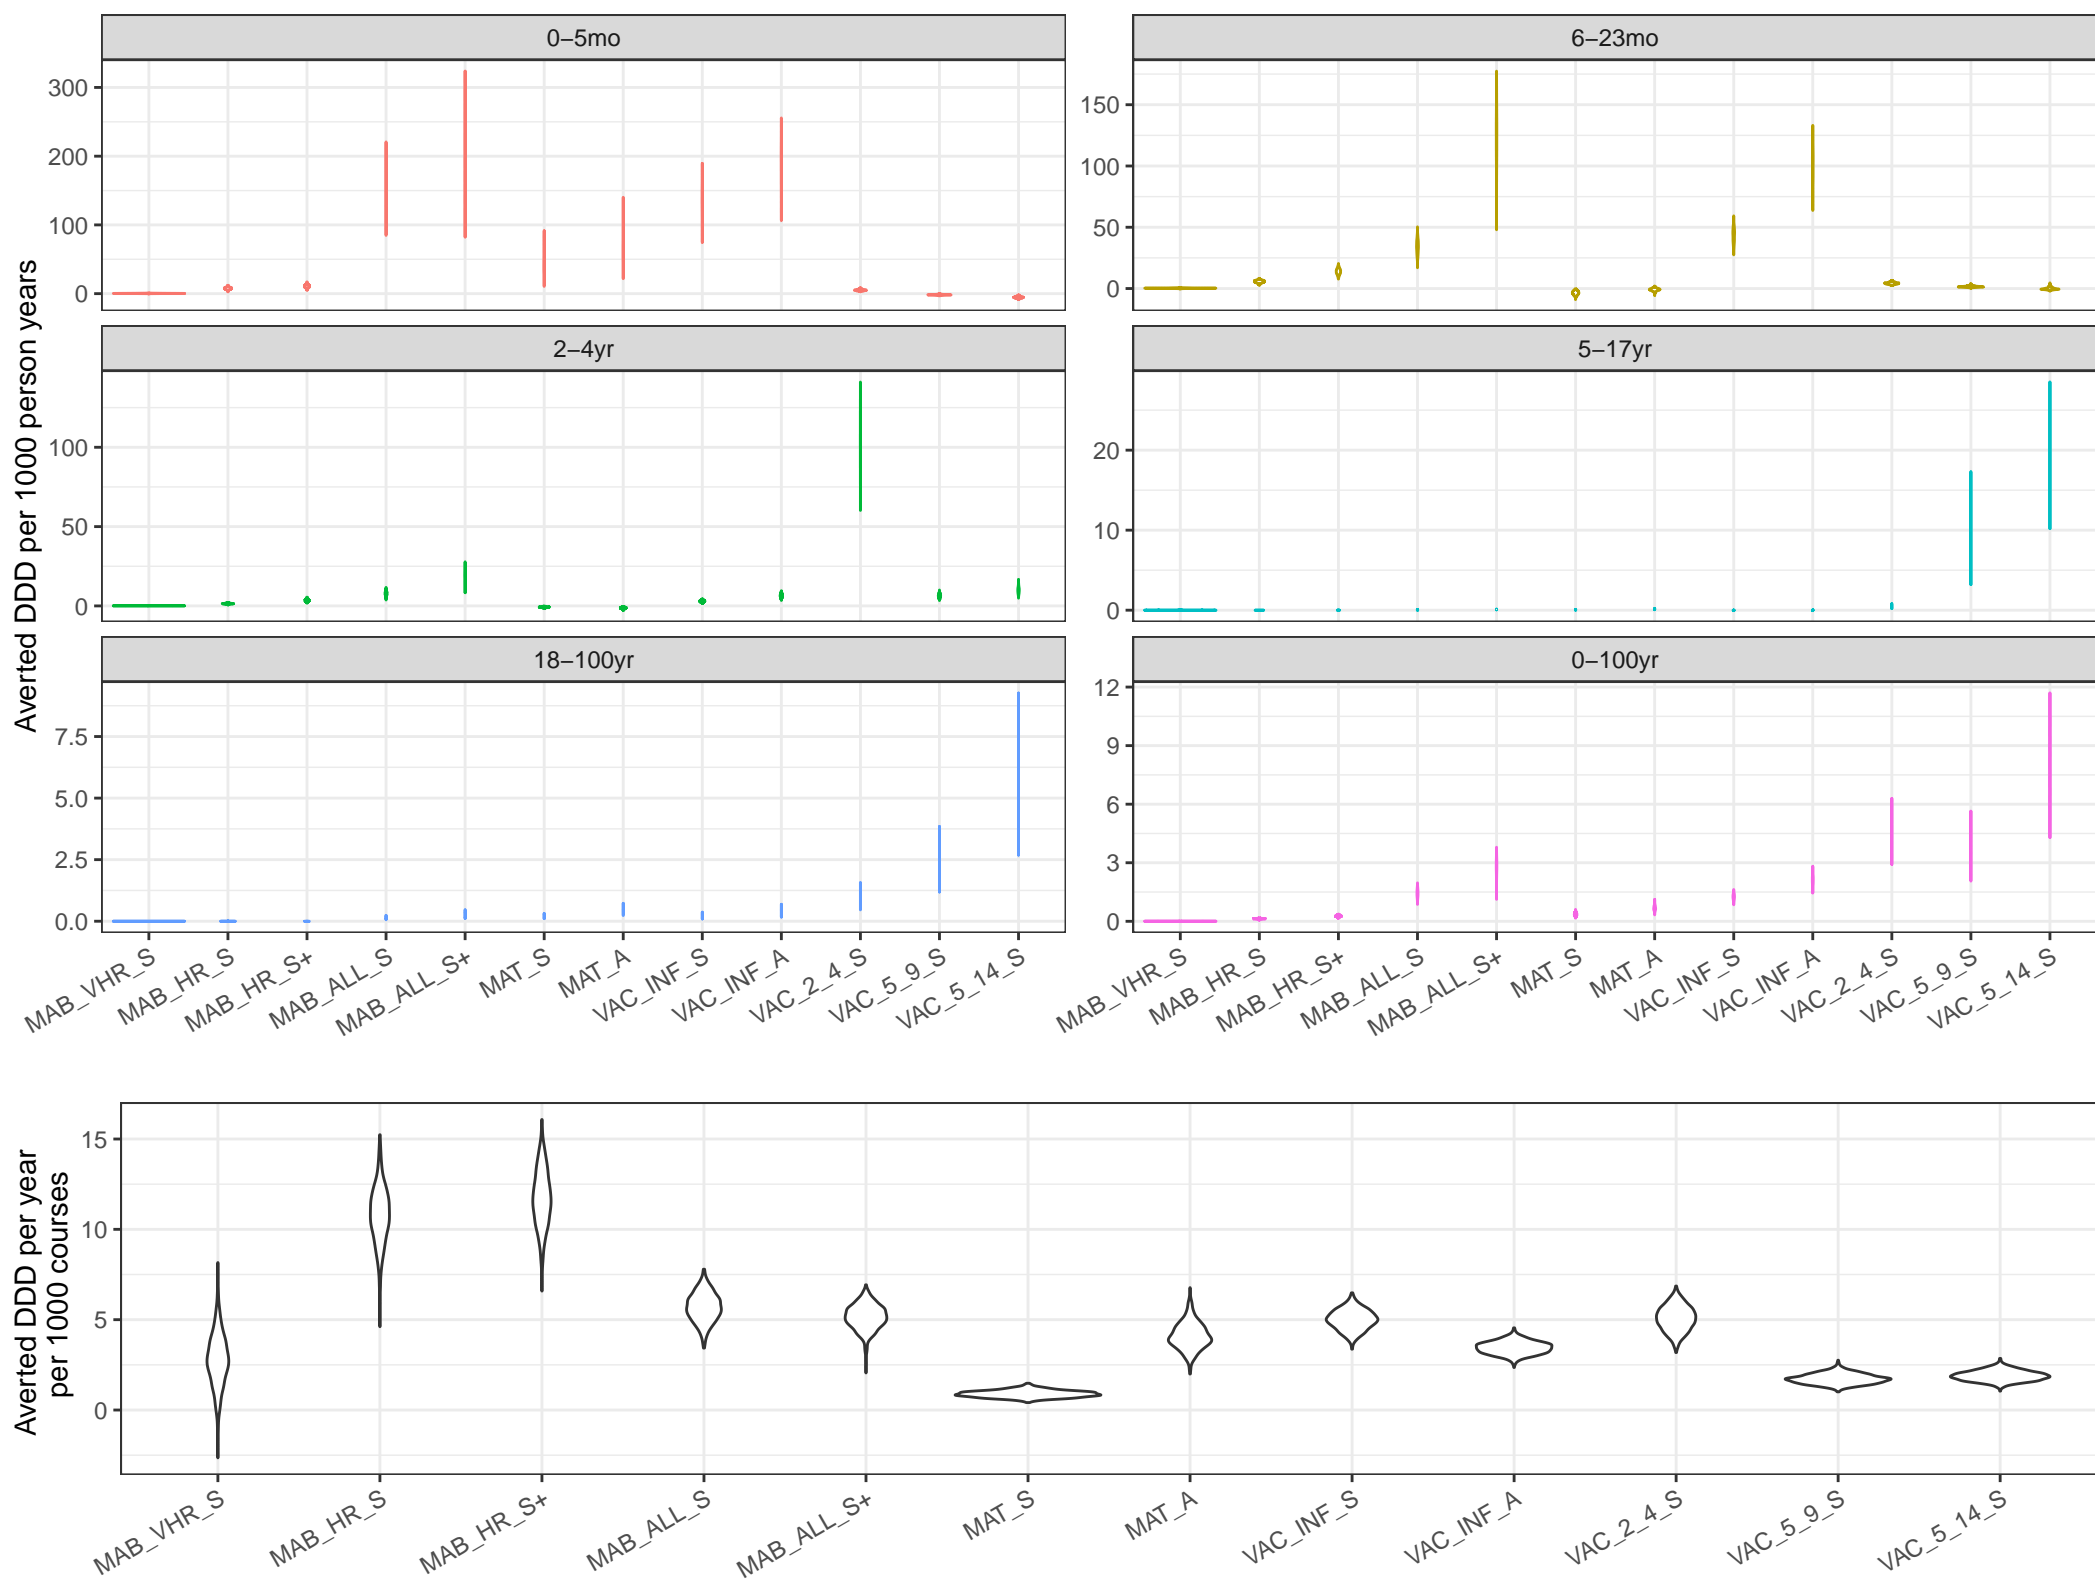 Averted DDD per 1000 person years
0−5mo
300
200
100
0
6−23mo
150
100
50
0
2−4yr
100
50
0
5−17yr
20
10
0
18−100yr
7.5
5.0
2.5
0.0
0−100yr
12
9
6
3
0
MAB_VHR_S
MAB_HR_S
MAB_HR_S+
MAB_ALL_S
MAB_ALL_S+
MAT_S
MAT_A
VAC_INF_S
VAC_INF_A
VAC_2_4_S
VAC_5_9_S
VAC_5_14_S
MAB_VHR_S
MAB_HR_S
MAB_HR_S+
MAB_ALL_S
MAB_ALL_S+
MAT_S
MAT_A
VAC_INF_S
VAC_INF_A
VAC_2_4_S
VAC_5_9_S
VAC_5_14_S
Averted DDD per year
per 1000 courses
15
10
5
0
MAB_VHR_S
MAB_HR_S
MAB_HR_S+
MAB_ALL_S
MAB_ALL_S+
MAT_S
MAT_A
VAC_INF_S
VAC_INF_A
VAC_2_4_S
VAC_5_9_S
VAC_5_14_S